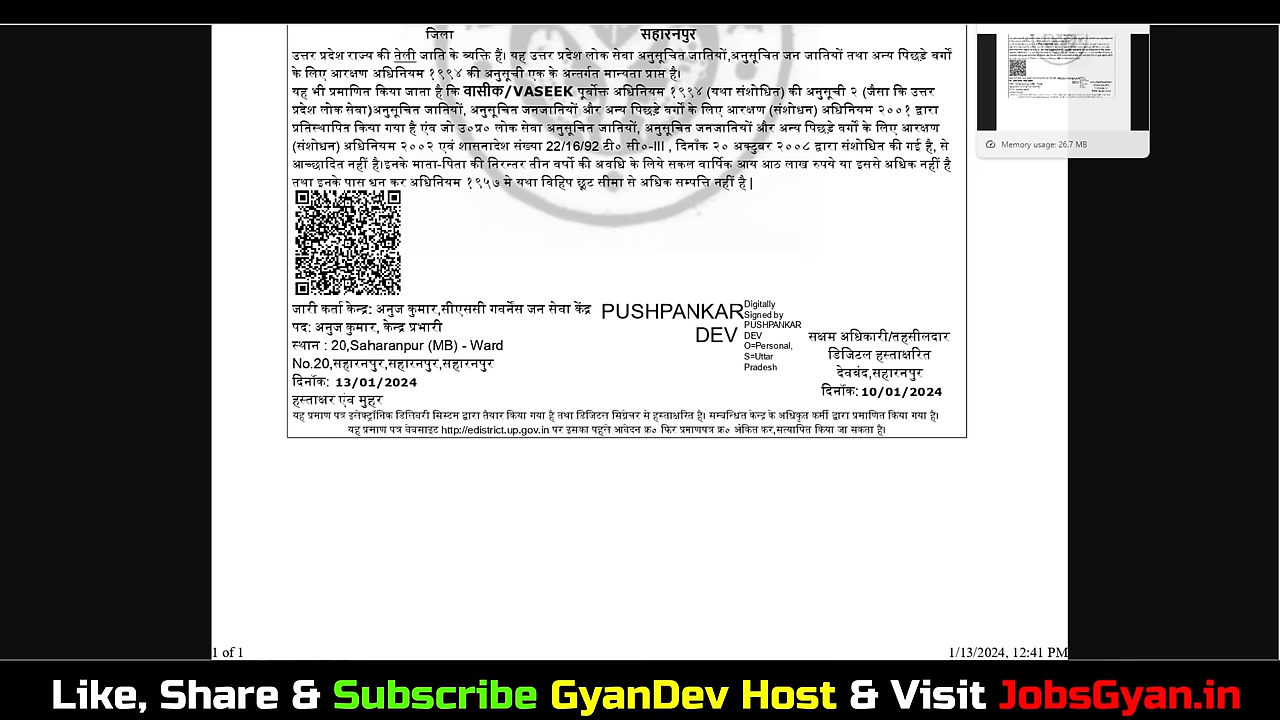 जिला सहारनपुर
उत्तर प्रदेश राज्य की तेली जाति के व्यक्ति हैं। यह उत्तर प्रदेश लोक सेवा अनुसूचित जातियों,अनुसूचित जन जातियों तथा अन्य पिछड़े वर्गो
के लिए आरक्षण अधिनियम १९९४ की अनुसूची एक के अन्तर्गत मान्यता प्राप्त है।
यह भी प्रमाणित किया जाता है कि वासीक/VASEEK पूर्वोक्त अधिनियम १९९४ (यथा संशोधित) की अनुसूची २ (जैसा कि उत्तर
प्रदेश लोक सेवा)अनुसूचित जातियों, अनुसूचित जनजातियों और अन्य पिछड़े वर्गों के लिए आरक्षण (संशोधन) अधिनियम २००१ द्वारा
प्रतिस्थापित किया गया है एंव जो उ०प्र० लोक सेवा अनुसूचित जातियों, अनुसूचित जनजातियों और अन्य पिछड़े वर्गों के लिए आरक्षण
(संशोधन) अधिनियम २००२ एवं शासनादेश संख्या 22/16/92 टी० सी०-III , दिनाँक २० अक्टूबर २००८ द्वारा संशोधित की गई है, से
आच्छादित नहीं है।इनके माता-पिता की निरन्तर तीन वर्षो की अवधि के लिये सकल वार्षिक आय आठ लाख रुपये या इससे अधिक नहीं है
तथा इनके पास धन कर अधिनियम १९५७ मे यथा विहिप छूट सीमा से अधिक सम्पत्ति नहीं है |
जारी कर्ता केन्द्र: अनुज कुमार,सीएससी गवर्नेंस जन सेवा केंद्र
पद: अनुज कुमार, केन्द्र प्रभारी
स्थान : 20,Saharanpur (MB) - Ward
No.20,सहारनपुर,सहारनपुर,सहारनपुर
दिनाँक: 13/01/2024
हस्ताक्षर एंव मुहर
PUSHPANKAR
DEV
Digitally
Signed by
PUSHPANKAR
DEV
O=Personal,
S=Uttar
Pradesh
सक्षम अधिकारी/तहसीलदार
डिजिटल हस्ताक्षरित
देवबंद,सहारनपुर
दिनाँक: 10/01/2024
यह प्रमाण पत्र इलेक्ट्रॉनिक डिलिवरी सिस्टम द्वारा तैयार किया गया है तथा डिजिटल सिग्नेचर से हस्ताक्षरित है। सम्बन्धित केन्द्र के अधिकृत कर्मी द्वारा प्रमाणित किया गया है।
यह प्रमाण पत्र वेबसाइट http://edistrict.up.gov.in पर इसका पहले आवेदन क्र० फिर प्रमाणपत्र क्र० अंकित कर,सत्यापित किया जा सकता है।
Memory usage: 26.7 MB
1 of 1
1/13/2024, 12:41 PM
Like, Share & Subscribe GyanDev Host & Visit JobsGyan.in